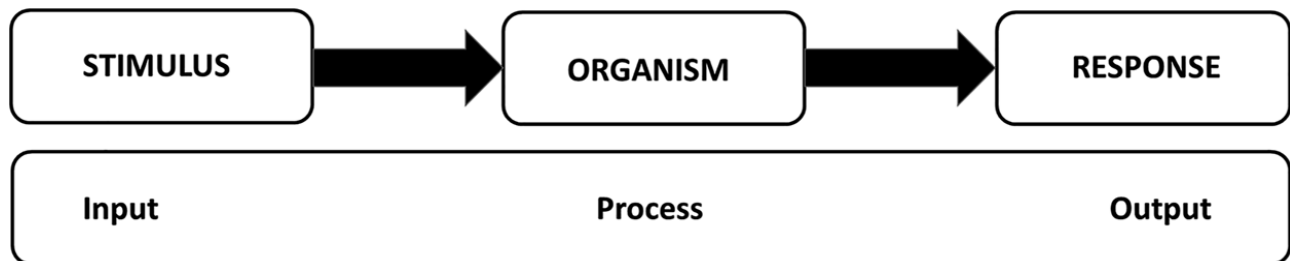 STIMULUS
ORGANISM
RESPONSE
Input
Process
Output